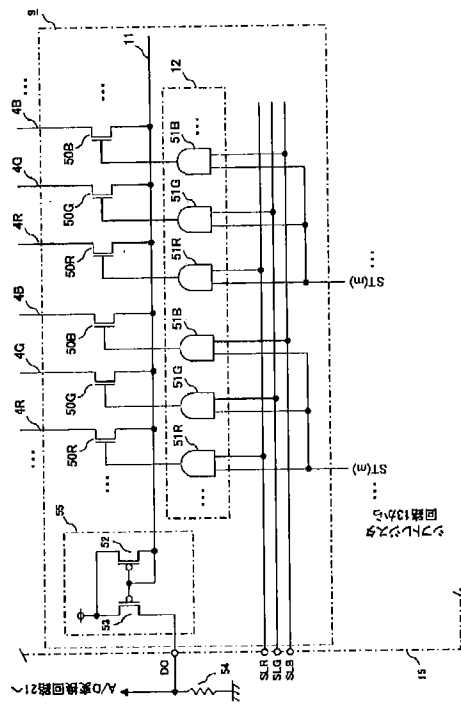 9
… 4R 4G 4B 4R 4G 4B …
50R 50G 50B 50R 50G 50B …
55
52
53
11
12
… 51R 51G 51B 51R 51G 51B …
A/D変換回路21へ
DO
54
SLR
SLG
SLB
15
ST(m)
ST(m)
…
…
シフトレジスタ
回路13から